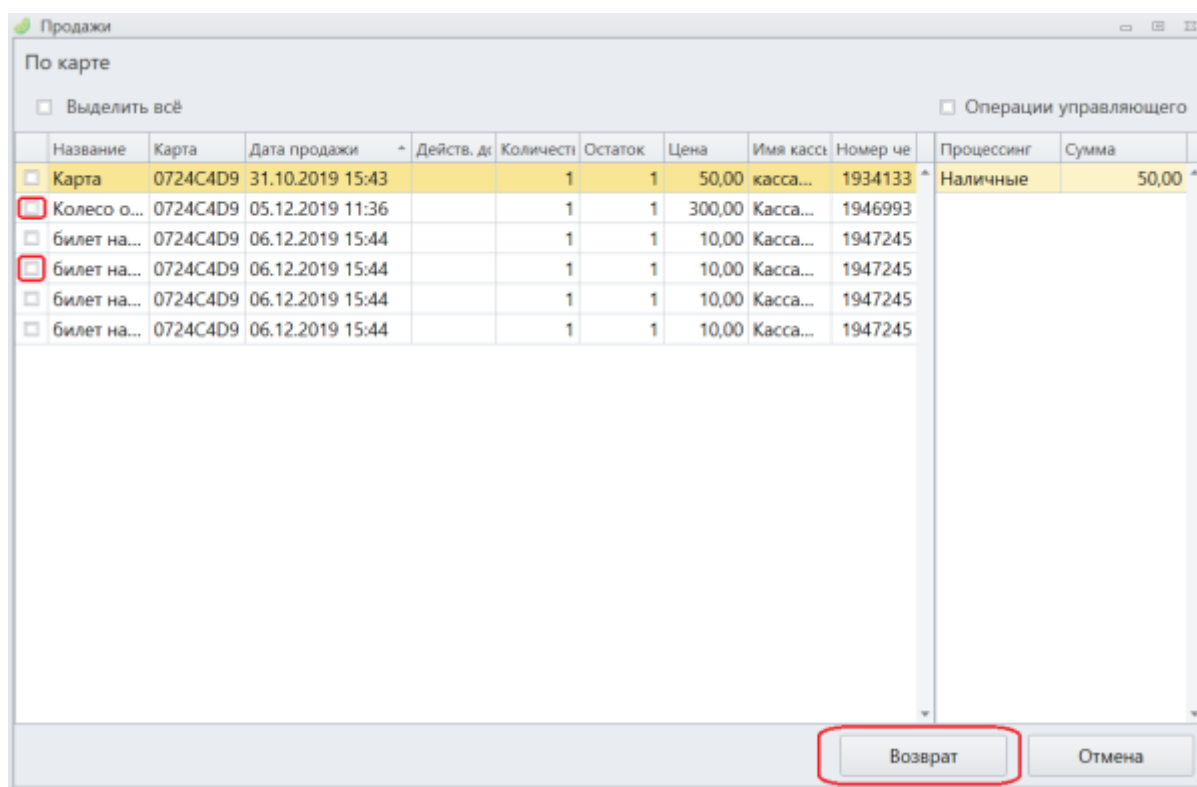 Продажи
По карте
Выделить всё Операции управляющего
Название Карта Дата продажи Действ. дс Количестı Остаток Цена Имя кассı Номер че Процессинг Сумма
Карта 0724C4D9 31.10.2019 15:43 1 1 50,00 касса... 1934133 Наличные 50,00
Колесо о... 0724C4D9 05.12.2019 11:36 1 1 300,00 Касса... 1946993
билет на... 0724C4D9 06.12.2019 15:44 1 1 10,00 Касса... 1947245
билет на... 0724C4D9 06.12.2019 15:44 1 1 10,00 Касса... 1947245
билет на... 0724C4D9 06.12.2019 15:44 1 1 10,00 Касса... 1947245
билет на... 0724C4D9 06.12.2019 15:44 1 1 10,00 Касса... 1947245
Возврат Отмена